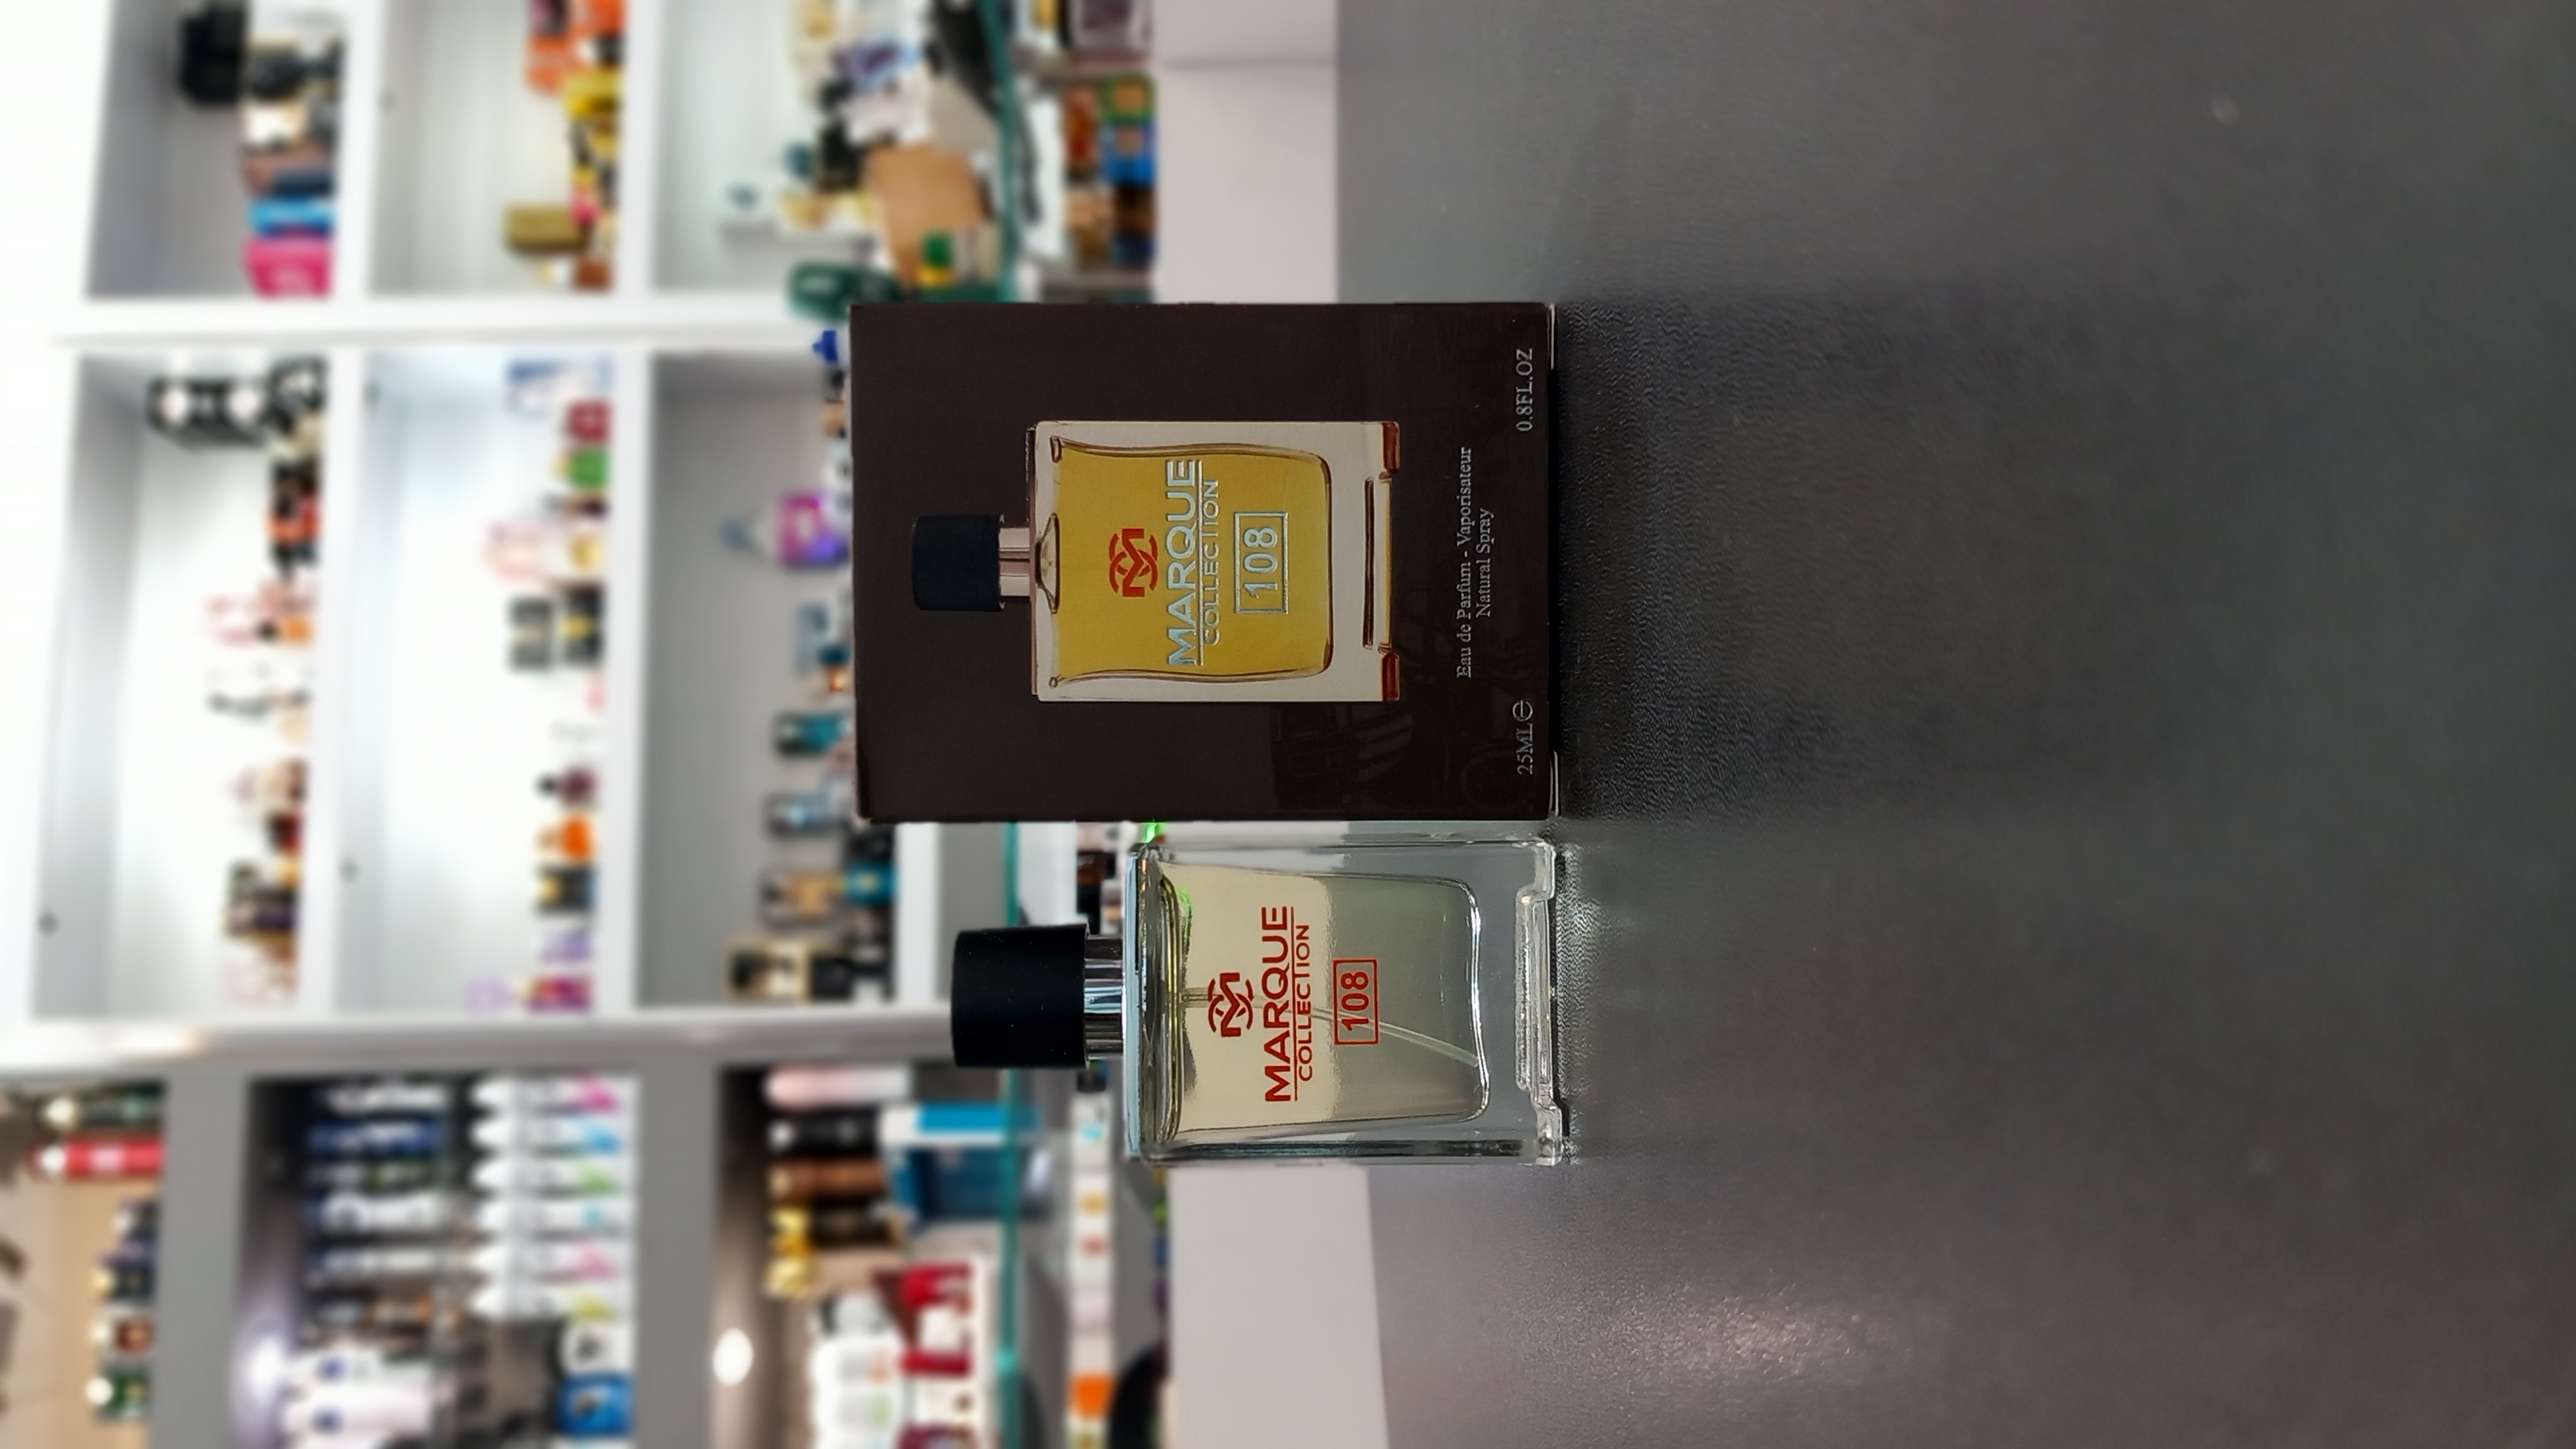 MARQUE
COLLECTION
108
MARQUE
COLLECTION
108
Eau de Parfum - Vaporisateur
Natural Spray
25ML℮
0.8FL.OZ